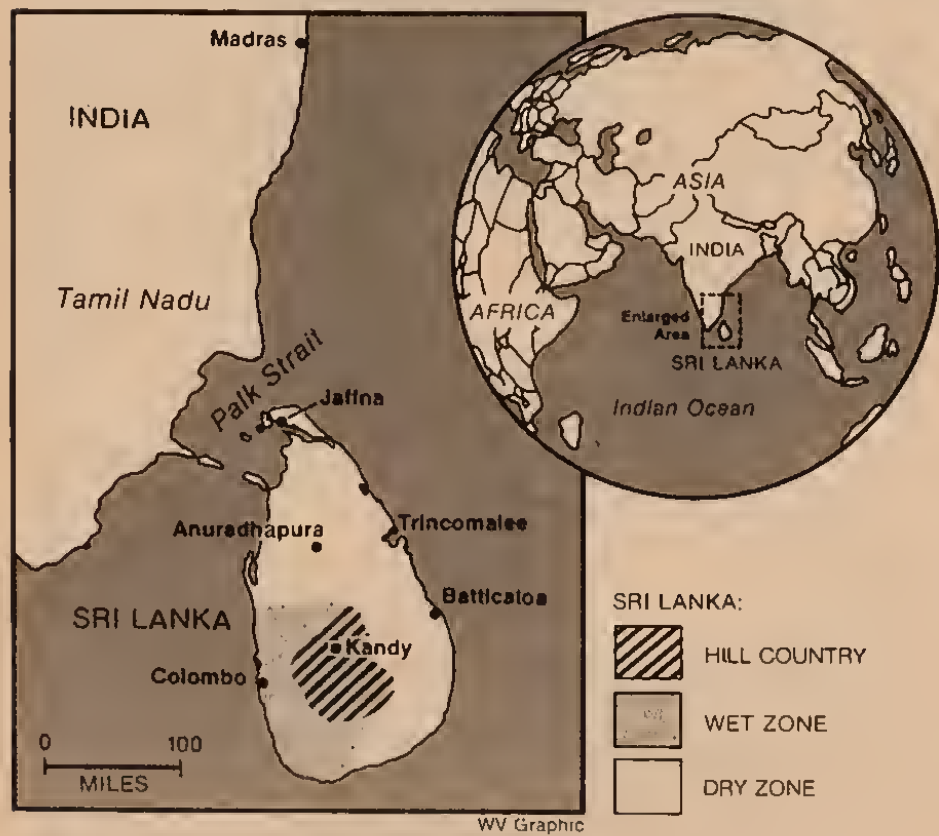 Madras
INDIA
Tamil Nadu
Palk Strait
Jaffna
Anuradhapura
Trincomalee
Batticaloa
SRI LANKA
Kandy
Colombo
0 100
MILES
ASIA
INDIA
AFRICA
Enlarged
Area
SRI LANKA
Indian Ocean
SRI LANKA:
HILL COUNTRY
WET ZONE
DRY ZONE
WV Graphic